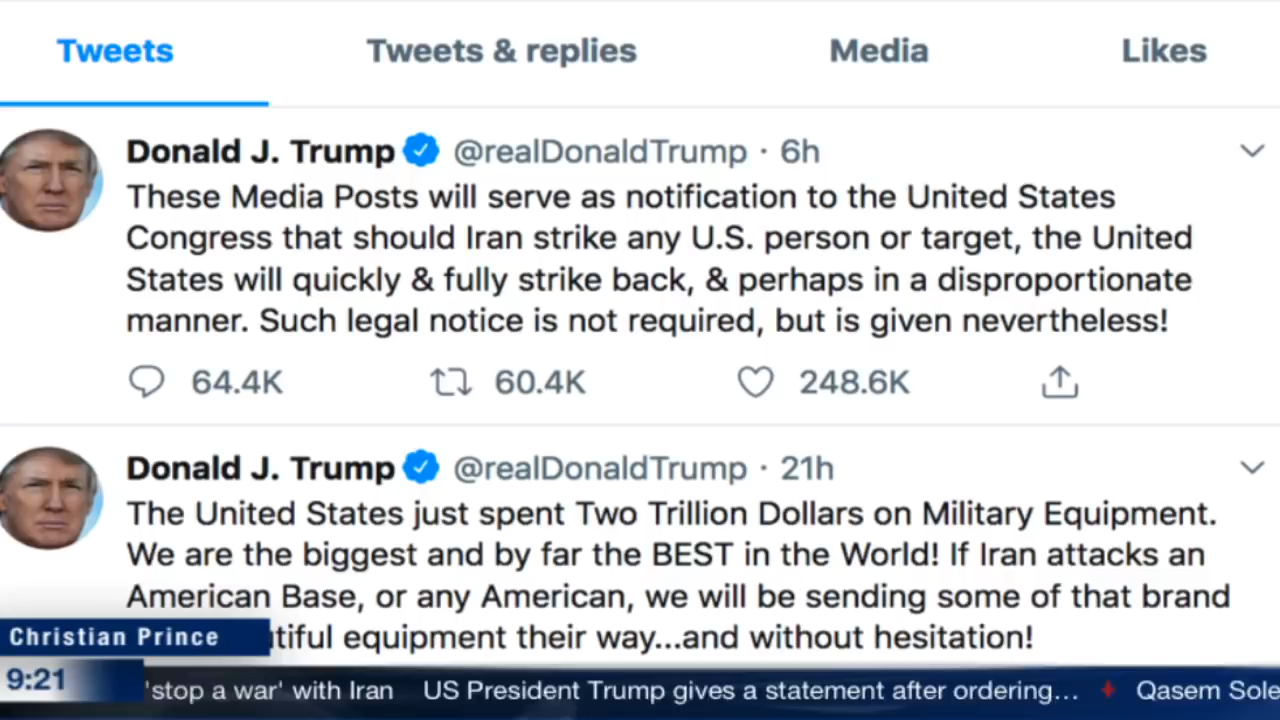 Tweets Tweets & replies Media Likes
Donald J. Trump @realDonaldTrump · 6h
These Media Posts will serve as notification to the United States
Congress that should Iran strike any U.S. person or target, the United
States will quickly & fully strike back, & perhaps in a disproportionate
manner. Such legal notice is not required, but is given nevertheless!
64.4K 60.4K 248.6K
Donald J. Trump @realDonaldTrump · 21h
The United States just spent Two Trillion Dollars on Military Equipment.
We are the biggest and by far the BEST in the World! If Iran attacks an
American Base, or any American, we will be sending some of that brand
tiful equipment their way...and without hesitation!
Christian Prince
9:21 'stop a war' with Iran US President Trump gives a statement after ordering... Qasem Sole